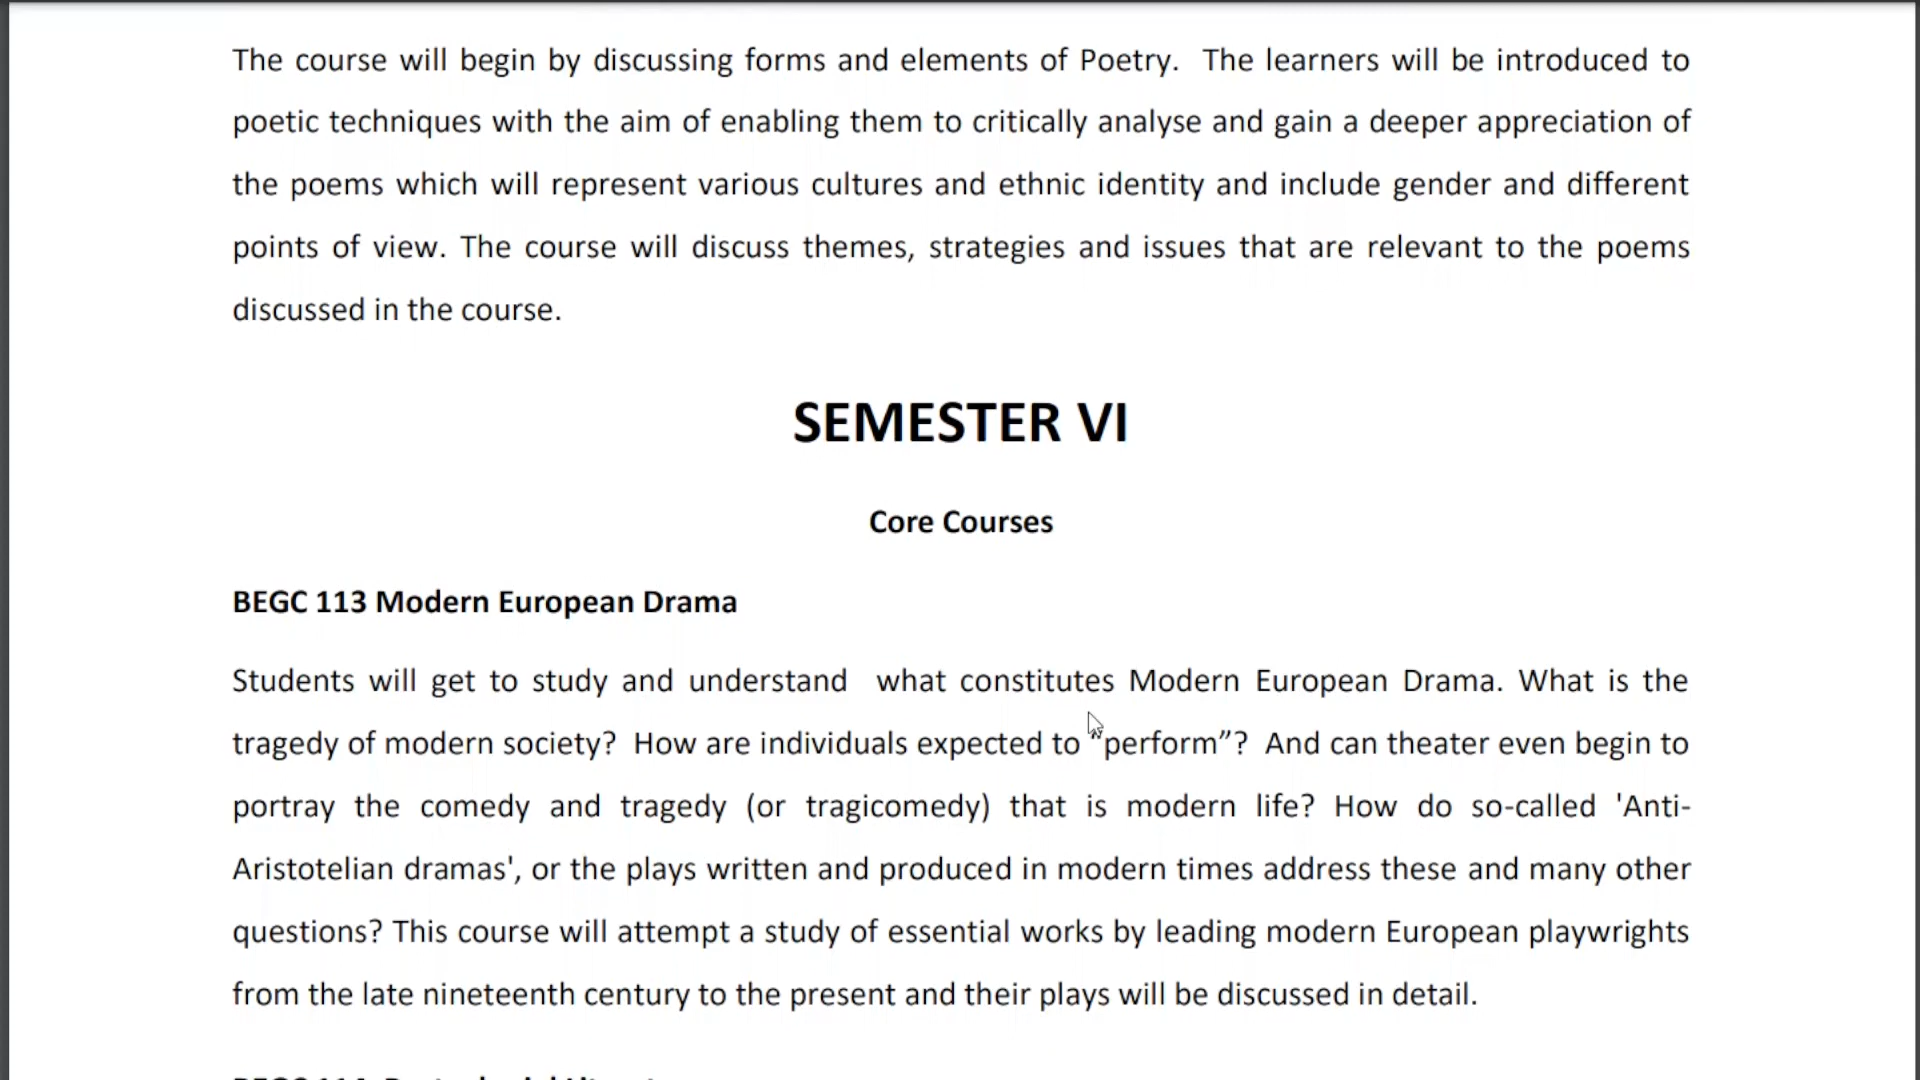 The course will begin by discussing forms and elements of Poetry. The learners will be introduced to
poetic techniques with the aim of enabling them to critically analyse and gain a deeper appreciation of
the poems which will represent various cultures and ethnic identity and include gender and different
points of view. The course will discuss themes, strategies and issues that are relevant to the poems
discussed in the course.
SEMESTER VI
Core Courses
BEGC 113 Modern European Drama
Students will get to study and understand what constitutes Modern European Drama. What is the
tragedy of modern society? How are individuals expected to “perform”? And can theater even begin to
portray the comedy and tragedy (or tragicomedy) that is modern life? How do so-called 'Anti-
Aristotelian dramas', or the plays written and produced in modern times address these and many other
questions? This course will attempt a study of essential works by leading modern European playwrights
from the late nineteenth century to the present and their plays will be discussed in detail.